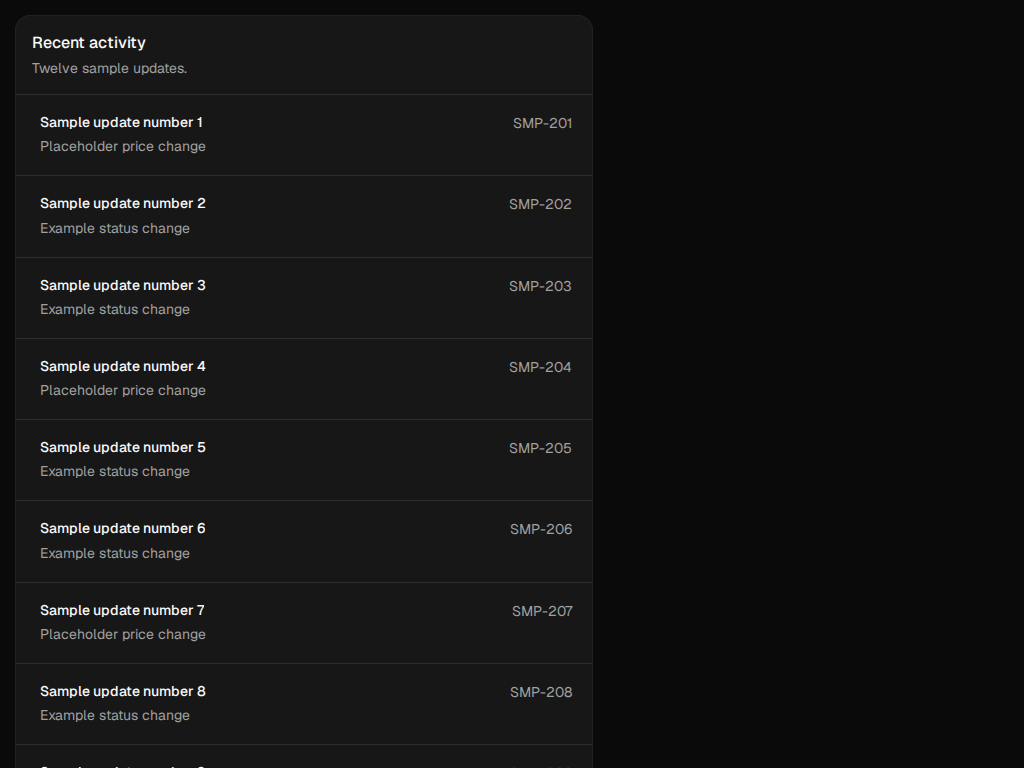 Recent activity
Twelve sample updates.
Sample update number 1 SMP-201
Placeholder price change
Sample update number 2 SMP-202
Example status change
Sample update number 3 SMP-203
Example status change
Sample update number 4 SMP-204
Placeholder price change
Sample update number 5 SMP-205
Example status change
Sample update number 6 SMP-206
Example status change
Sample update number 7 SMP-207
Placeholder price change
Sample update number 8 SMP-208
Example status change